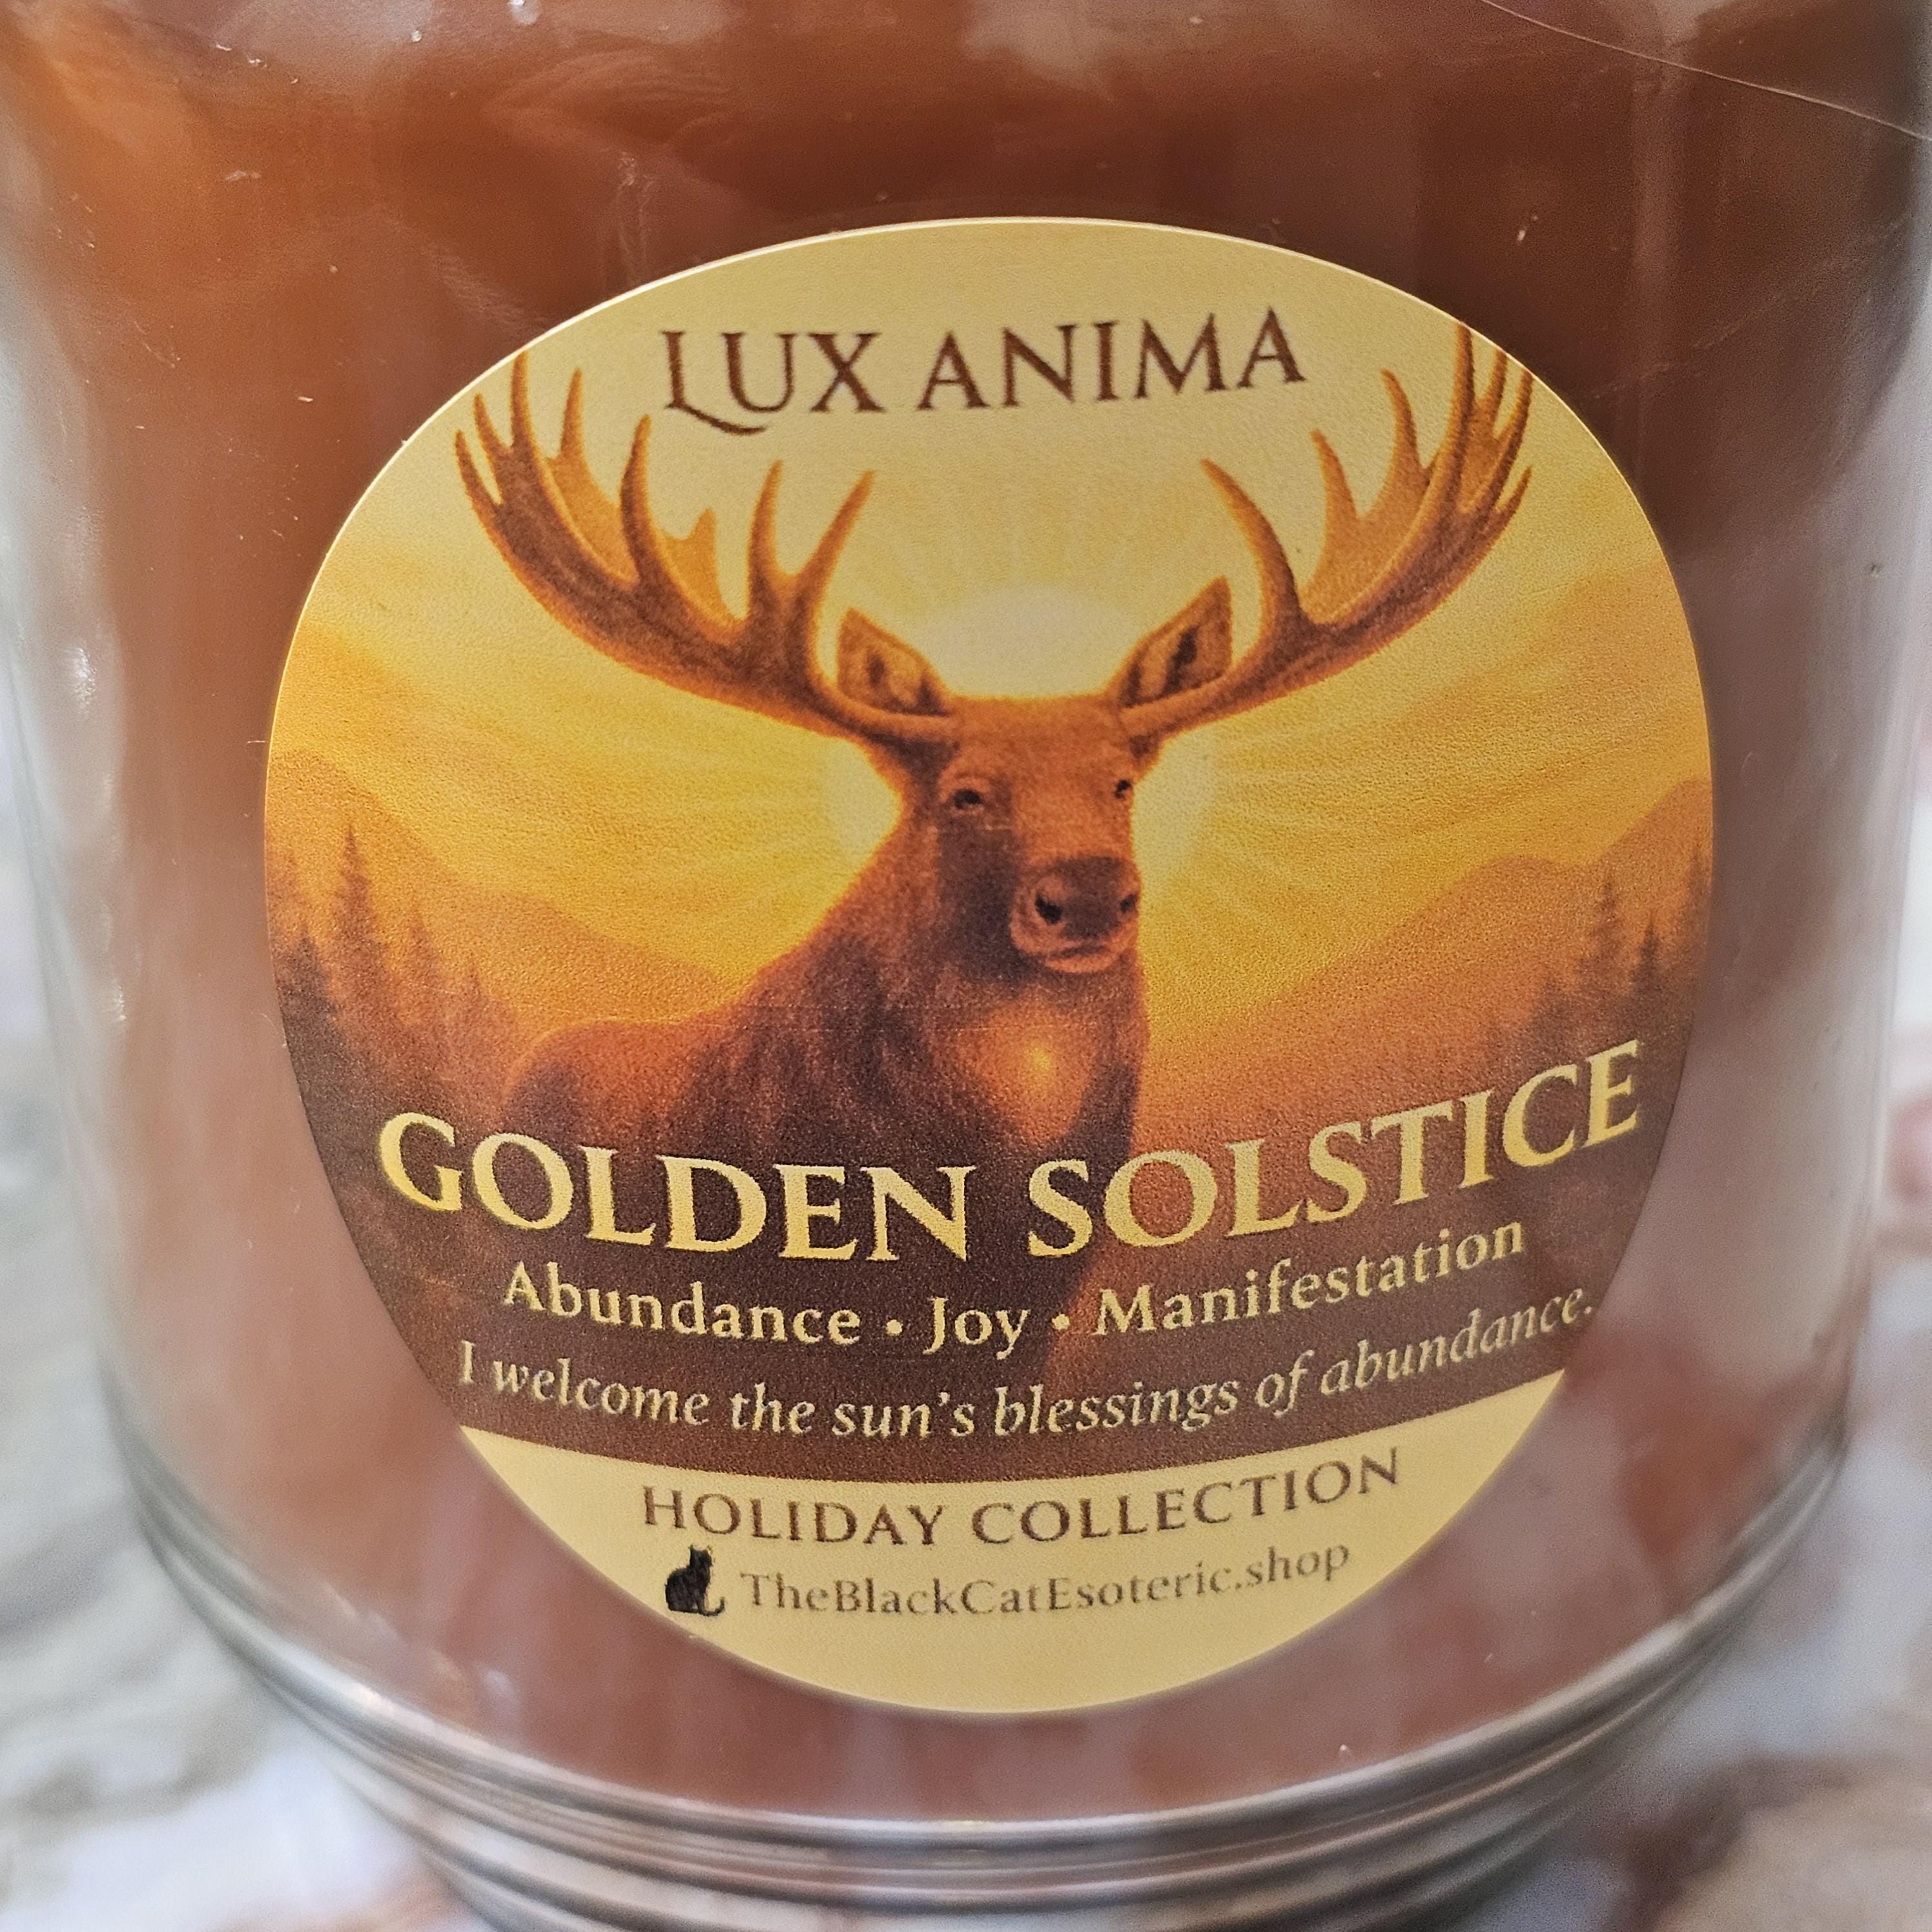 LUX ANIMA
GOLDEN SOLSTICE
Abundance • Joy • Manifestation
I welcome the sun's blessings of abundance.
HOLIDAY COLLECTION
TheBlackCatEsoteric.shop